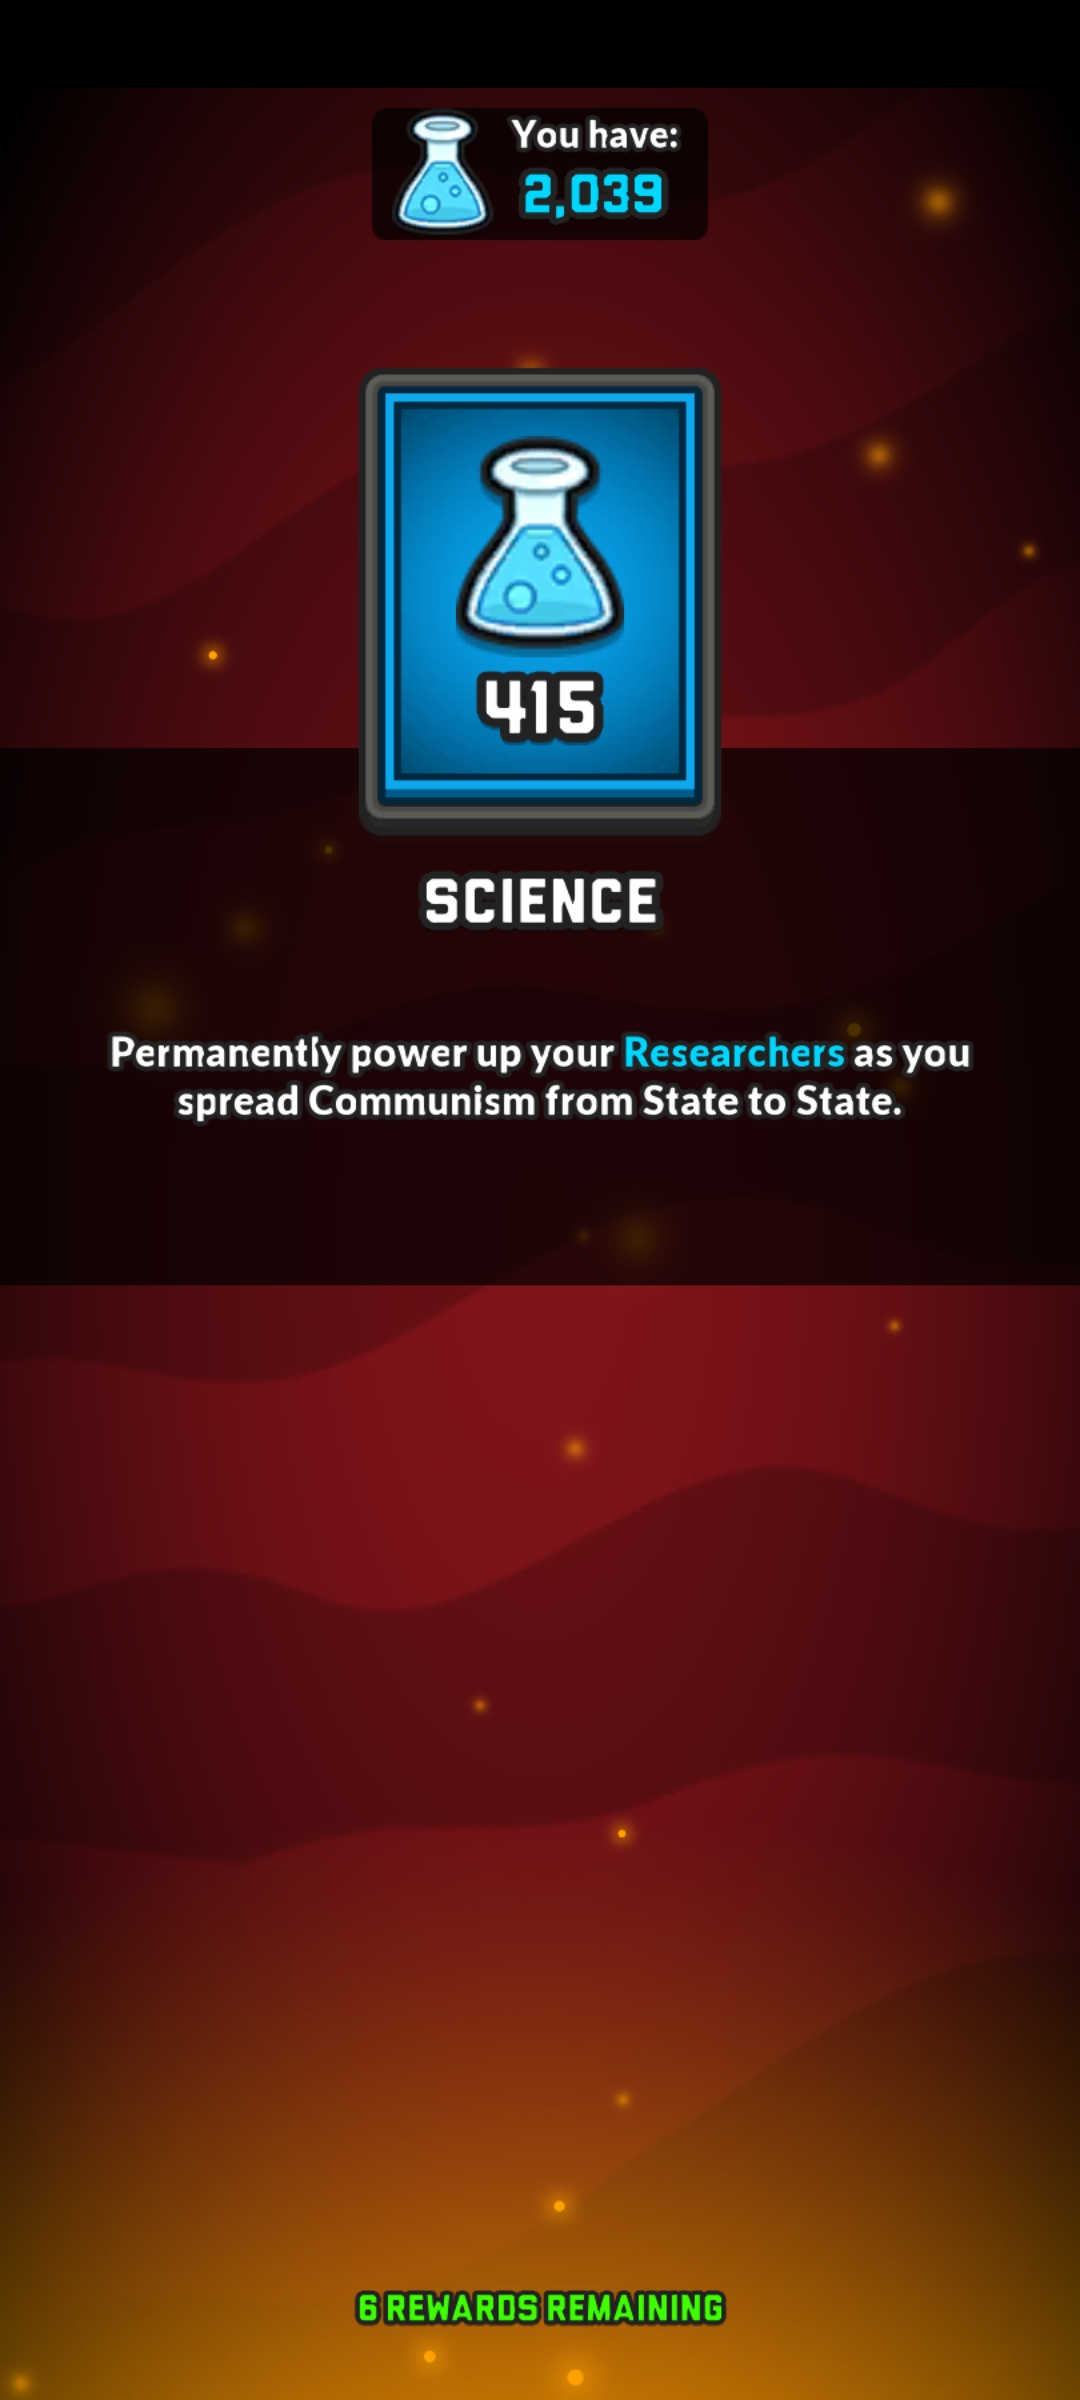 You have:
2,039
415
SCIENCE
Permanently power up your Researchers as you
spread Communism from State to State.
6 REWARDS REMAINING